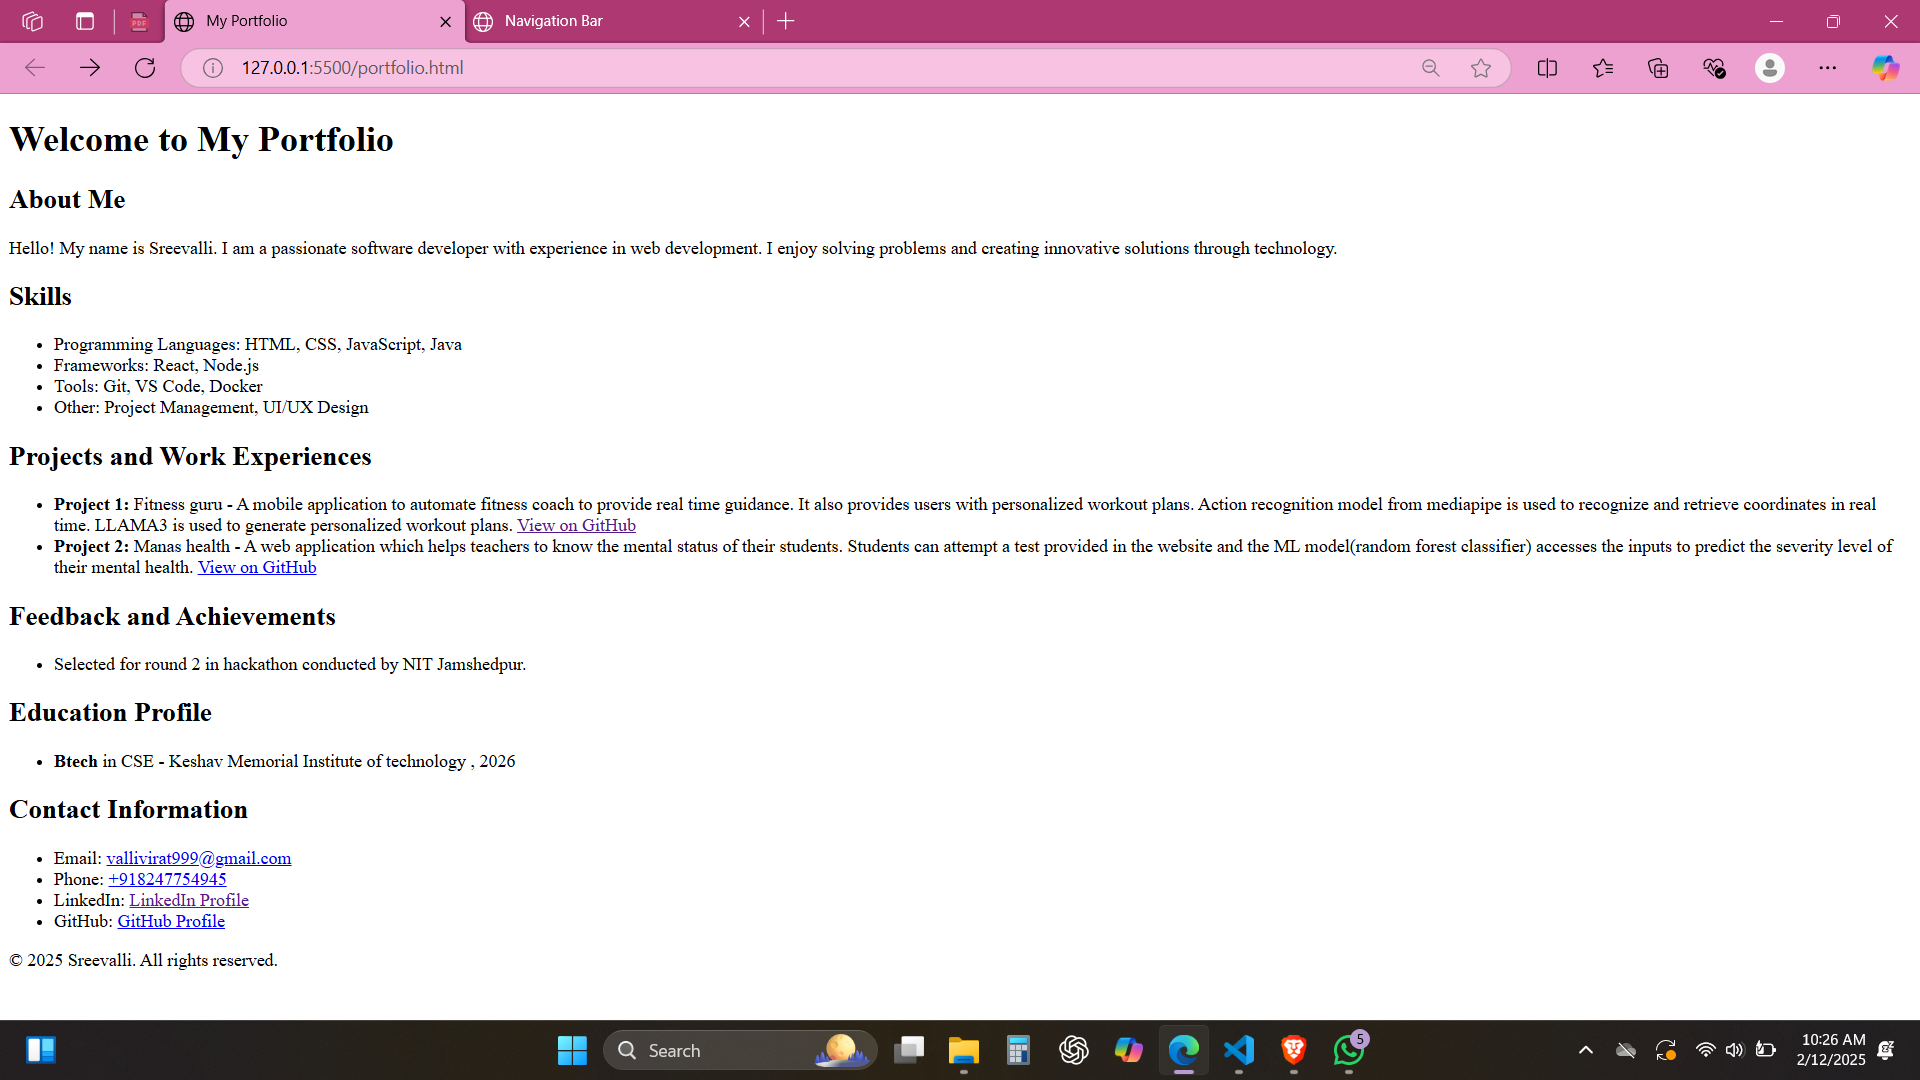 My Portfolio
Navigation Bar
127.0.0.1:5500/portfolio.html
Welcome to My Portfolio
About Me
Hello! My name is Sreevalli. I am a passionate software developer with experience in web development. I enjoy solving problems and creating innovative solutions through technology.
Skills
• Programming Languages: HTML, CSS, JavaScript, Java
• Frameworks: React, Node.js
• Tools: Git, VS Code, Docker
• Other: Project Management, UI/UX Design
Projects and Work Experiences
• Project 1: Fitness guru - A mobile application to automate fitness coach to provide real time guidance. It also provides users with personalized workout plans. Action recognition model from mediapipe is used to recognize and retrieve coordinates in real
time. LLAMA3 is used to generate personalized workout plans. View on GitHub
• Project 2: Manas health - A web application which helps teachers to know the mental status of their students. Students can attempt a test provided in the website and the ML model(random forest classifier) accesses the inputs to predict the severity level of
their mental health. View on GitHub
Feedback and Achievements
• Selected for round 2 in hackathon conducted by NIT Jamshedpur.
Education Profile
• Btech in CSE - Keshav Memorial Institute of technology , 2026
Contact Information
• Email: vallivirat999@gmail.com
• Phone: +918247754945
• LinkedIn: LinkedIn Profile
• GitHub: GitHub Profile
© 2025 Sreevalli. All rights reserved.
Search
5
10:26 AM
2/12/2025